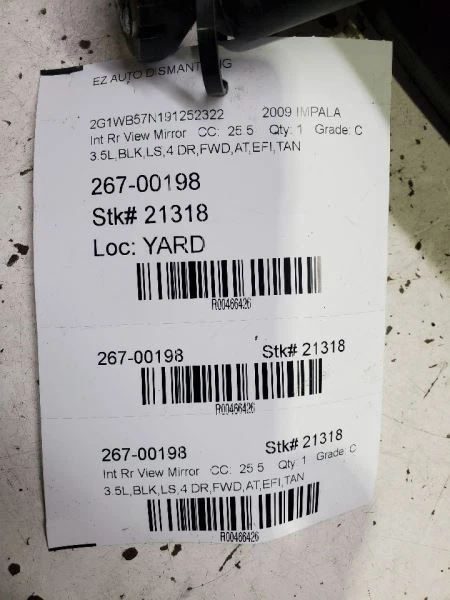 EZ AUTO DISMANTLING
2G1WB57N191252322 2009 IMPALA
Int Rr View Mirror CC: 25 5 Qty: 1 Grade: C
3.5L,BLK,LS,4 DR,FWD,AT,EFI,TAN
267-00198
Stk# 21318
Loc: YARD
R00466426
267-00198 Stk# 21318
R00466426
267-00198 Stk# 21318
Int Rr View Mirror CC: 25 5 Qty: 1 Grade: C
3.5L,BLK,LS,4 DR,FWD,AT,EFI,TAN
R00466426